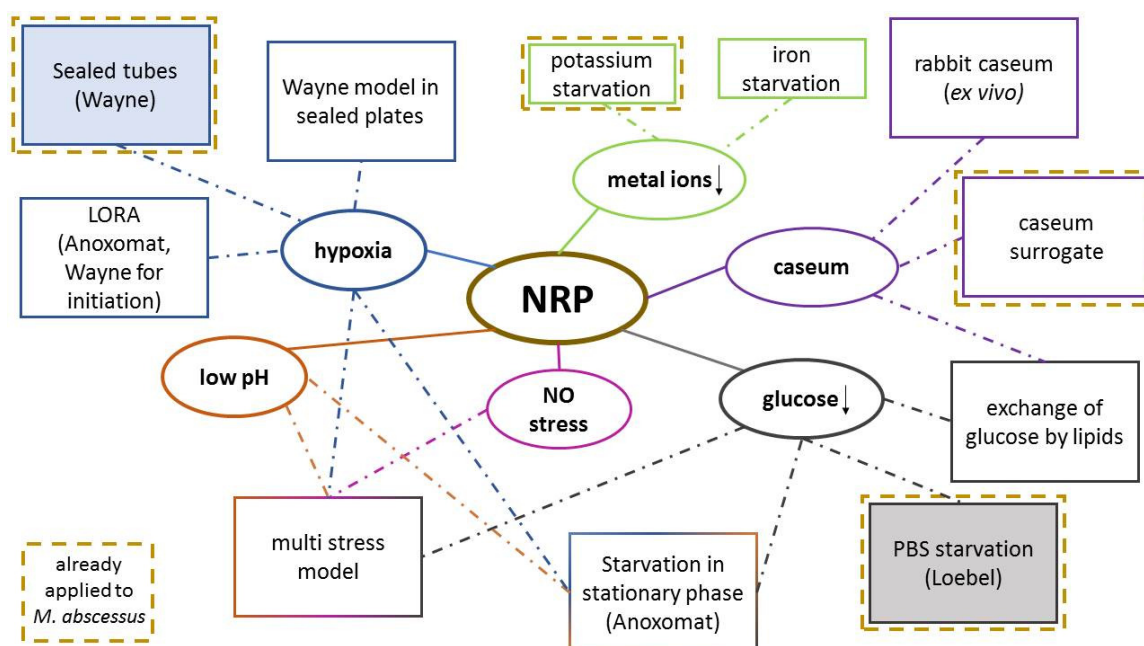 Sealed tubes
(Wayne)
Wayne model in
sealed plates
potassium
starvation
iron
starvation
rabbit caseum
(ex vivo)
LORA
(Anoxomat,
Wayne for
initiation)
hypoxia
metal ions↓
caseum
caseum
surrogate
NRP
low pH
NO
stress
glucose↓
exchange of
glucose by lipids
multi stress
model
Starvation in
stationary phase
(Anoxomat)
PBS starvation
(Loebel)
already
applied to
M. abscessus